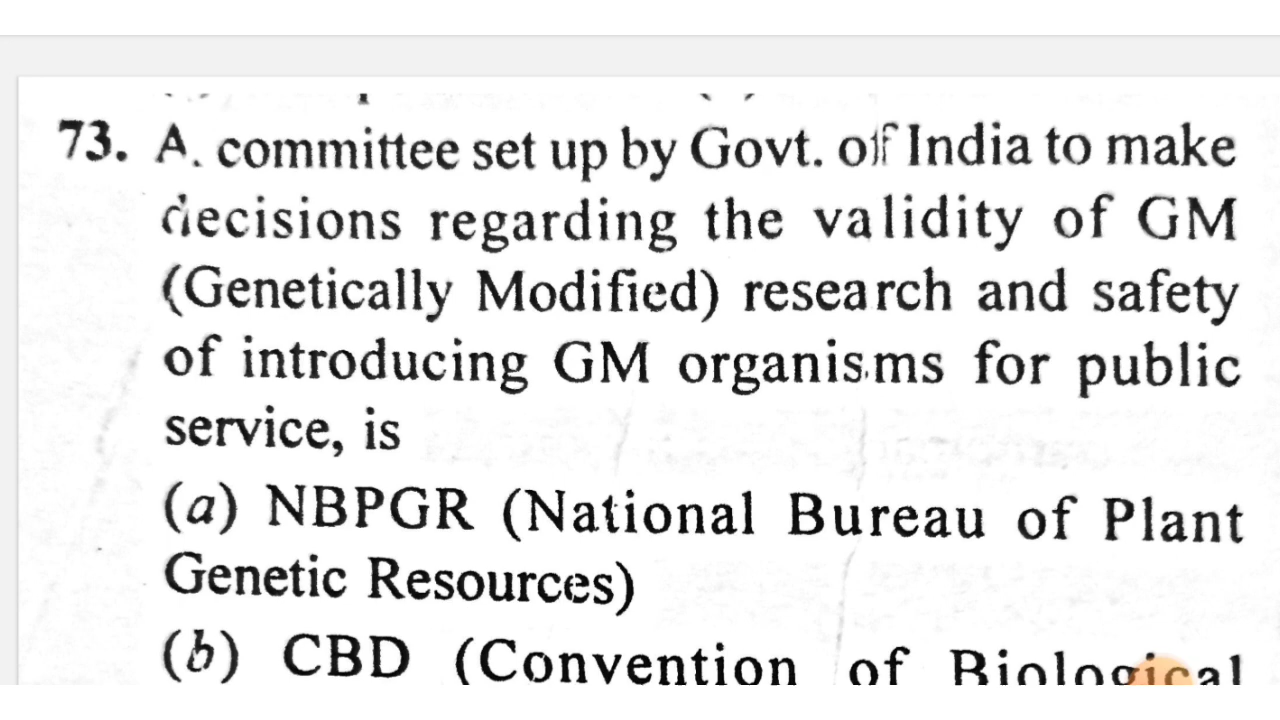 73. A. committee set up by Govt. of India to make
decisions regarding the validity of GM
(Genetically Modified) research and safety
of introducing GM organisms for public
service, is
(a) NBPGR (National Bureau of Plant
Genetic Resources)
(b) CBD (Convention of Biological